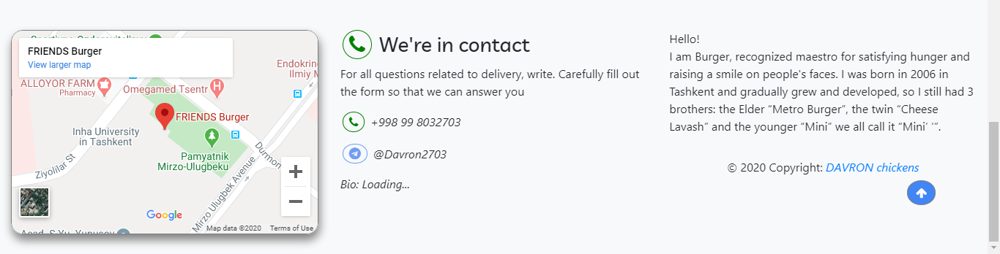 FRIENDS Burger
View larger map
Endokrino
Ilmiy M
ALLOYOR FARM
Pharmacy
Omegamed Tsentr
FRIENDS Burger
Inha University
in Tashkent
Pamyatnik
Mirzo-Ulugbeku
Durmon
Ziyolilar St
Mirzo Ulugbek Avenue
Google
Map data ©2020 Terms of Use
We're in contact
For all questions related to delivery, write. Carefully fill out
the form so that we can answer you
+998 99 8032703
@Davron2703
Bio: Loading...
Hello!
I am Burger, recognized maestro for satisfying hunger and
raising a smile on people's faces. I was born in 2006 in
Tashkent and gradually grew and developed, so I still had 3
brothers: the Elder “Metro Burger”, the twin “Cheese
Lavash” and the younger “Mini” we all call it “Mini’ ‘”.
© 2020 Copyright: DAVRON chickens